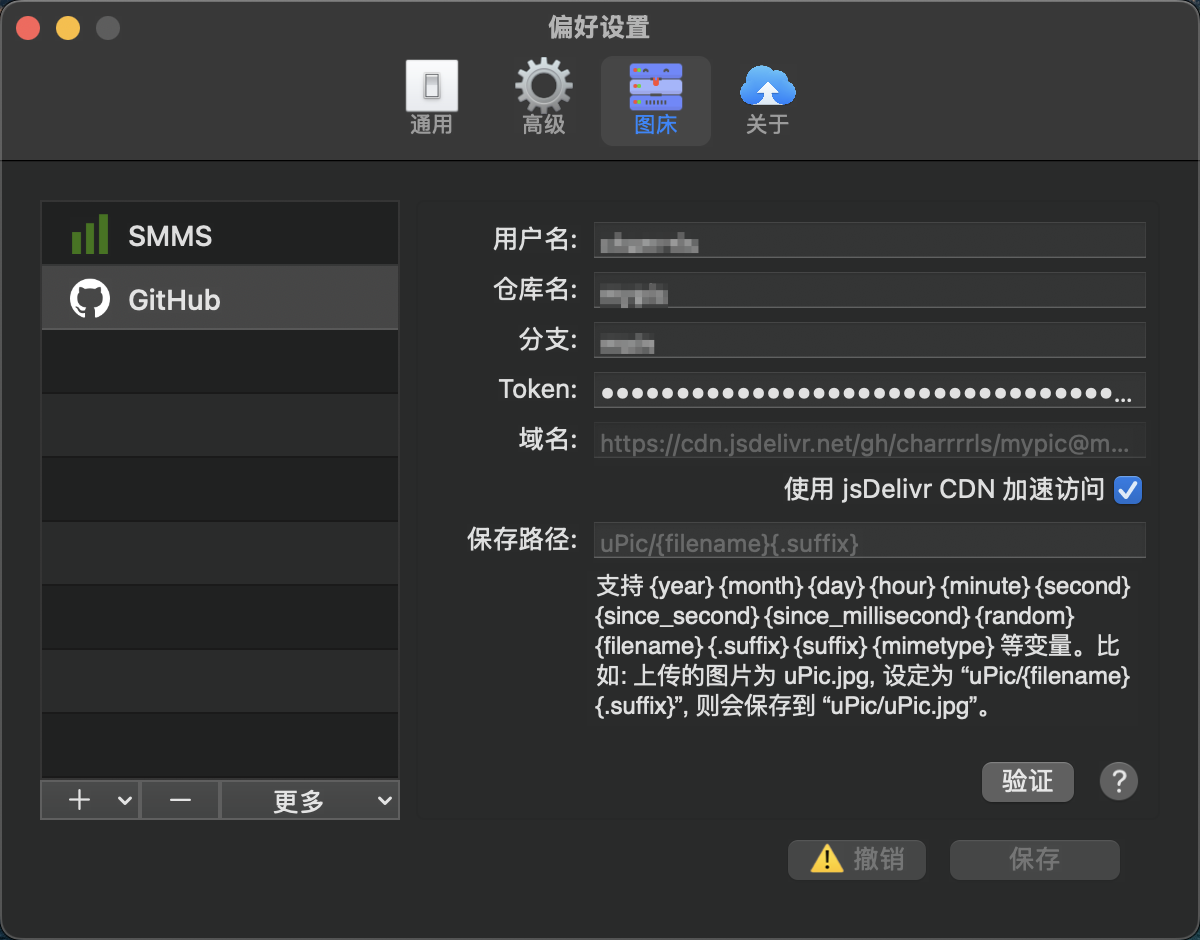 偏好设置
通用
高级
图床
关于
SMMS
GitHub
用户名:
仓库名:
分支:
Token: ●●●●●●●●●●●●●●●●●●●●●●●●●●●●●●●●●●...
域名: https://cdn.jsdelivr.net/gh/charrrrls/mypic@m...
使用 jsDelivr CDN 加速访问
保存路径: uPic/{filename}{.suffix}
支持 {year} {month} {day} {hour} {minute} {second}
{since_second} {since_millisecond} {random}
{filename} {.suffix} {suffix} {mimetype} 等变量。比
如: 上传的图片为 uPic.jpg, 设定为 “uPic/{filename}
{.suffix}”, 则会保存到 “uPic/uPic.jpg”。
验证 ?
更多
撤销
保存